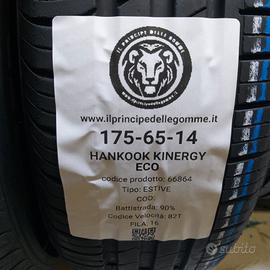 IL PRINCIPE DELLE GOMME
www.ilprincipedellegomme.it
175-65-14
HANKOOK KINERGY
ECO
codice prodotto: 66864
Tipo: ESTIVE
COD:
Battistrada: 90%
Codice Velocità: 82T
FILA: 16
subito